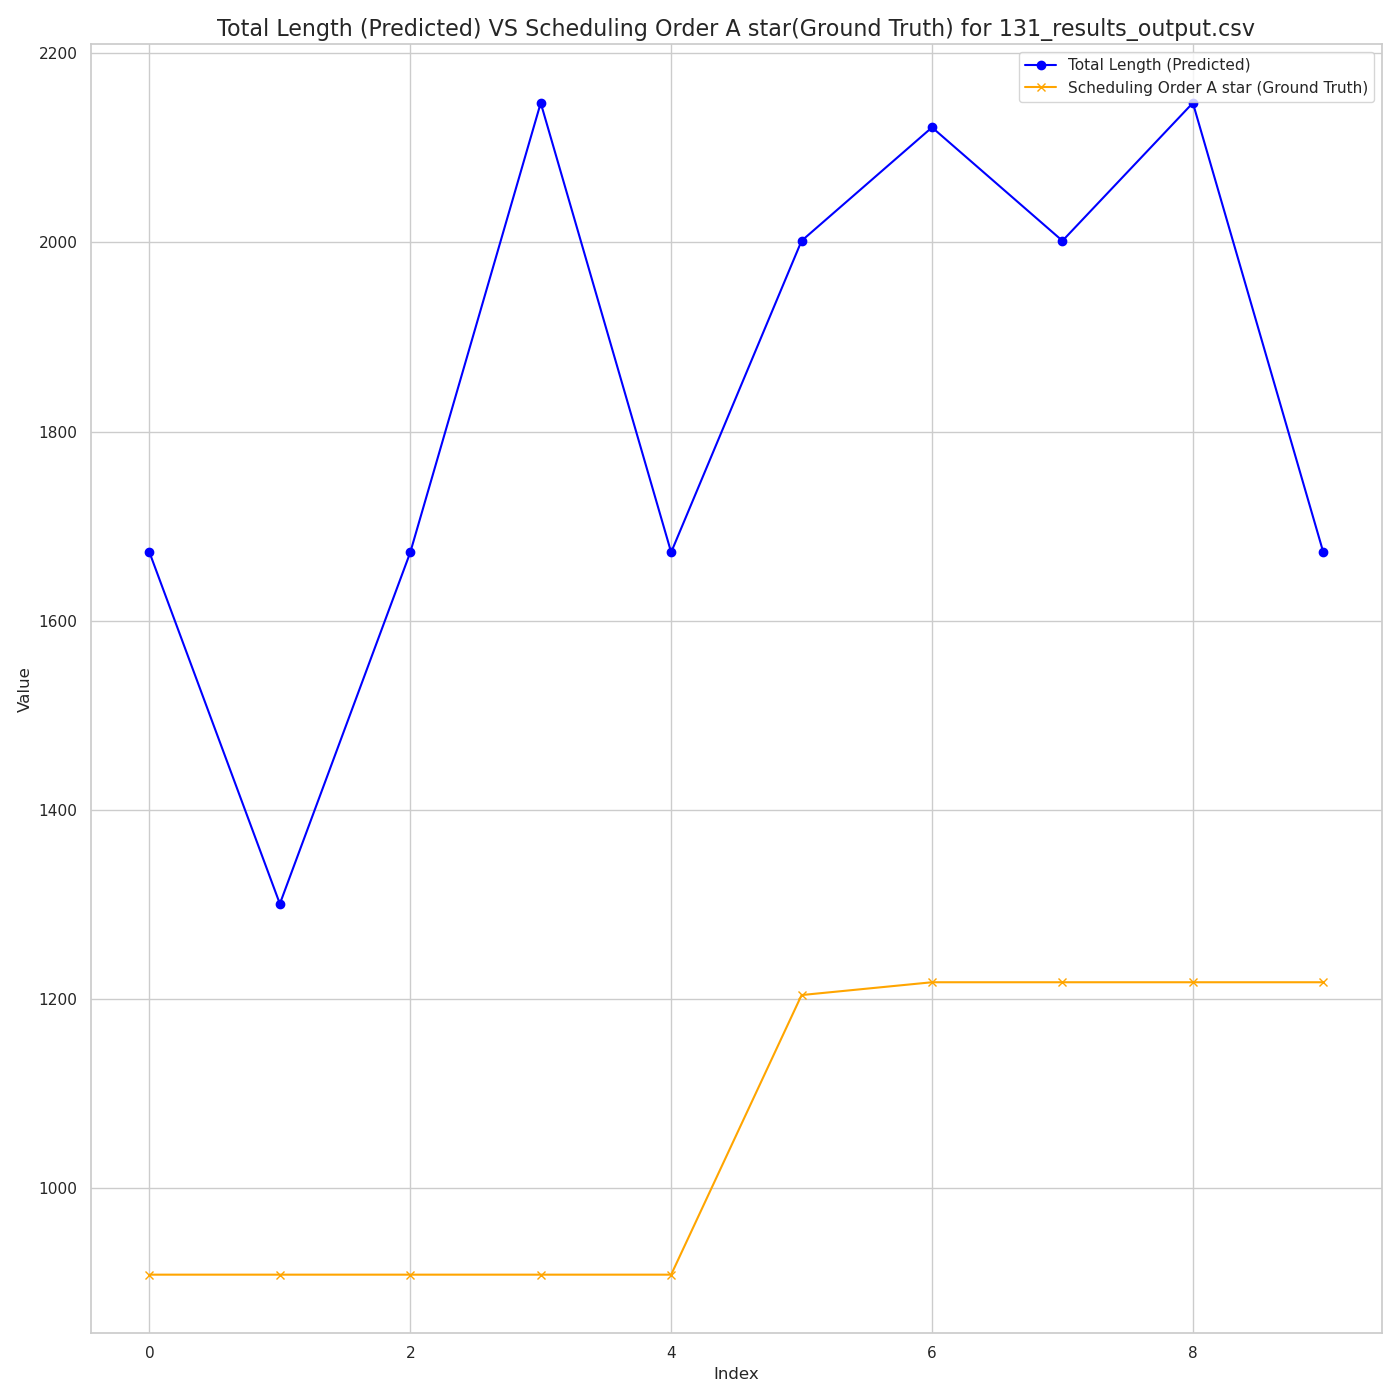 Total Length (Predicted) VS Scheduling Order A star(Ground Truth) for 131_results_output.csv
Total Length (Predicted)
Scheduling Order A star (Ground Truth)
Value
2200
2000
1800
1600
1400
1200
1000
0 2 4 6 8
Index